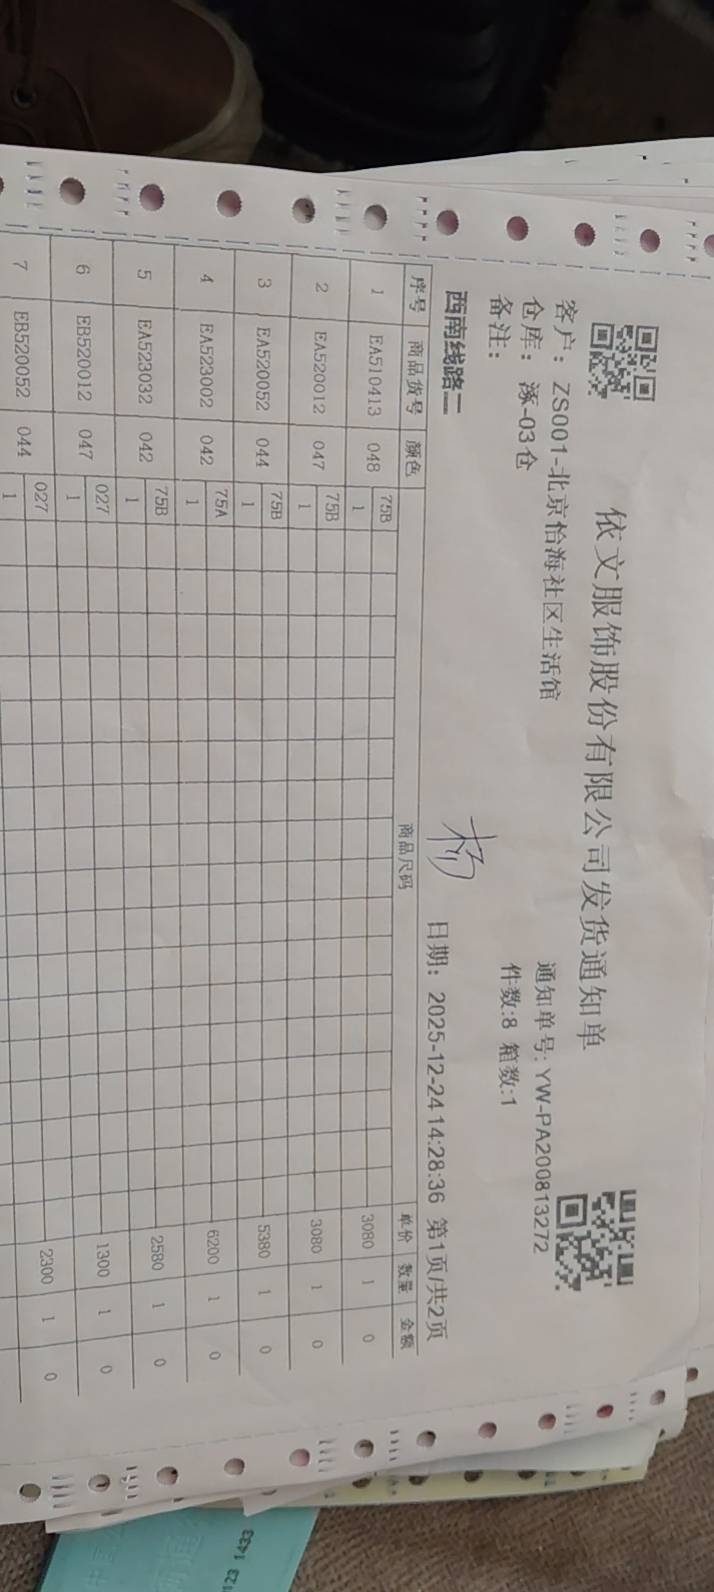 依文服饰股份有限公司发货通知单
客户： ZS001-北京怡海社区生活馆
通知单号: YW-PA200813272
仓库： 涿-03仓
件数:8 箱数:1
备注：
杨
西南线路二
日期： 2025-12-24 14:28:36 第1页/共2页
序号 商品货号 颜色 商品尺码 单价 数量 金额
1 EA510413 048 75B 1 3080 1 0
2 EA520012 047 75B 1 3080 1 0
3 EA520052 044 75B 1 5380 1 0
4 EA523002 042 75A 1 6200 1 0
5 EA523032 042 75B 1 2580 1 0
6 EB520012 047 027 1 1300 1 0
7 EB520052 044 027 1 2300 1 0